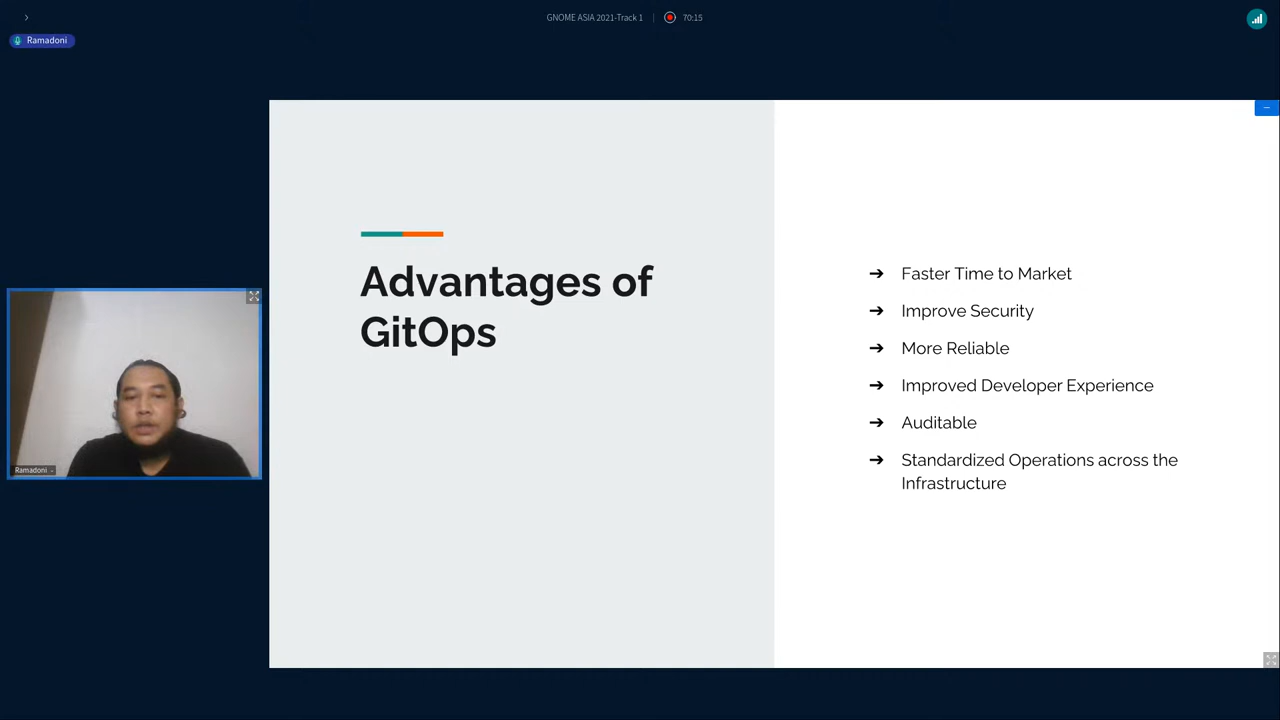 GNOME ASIA 2021-Track 1
70:15
Ramadoni
Advantages of
GitOps
➔ Faster Time to Market
➔ Improve Security
➔ More Reliable
➔ Improved Developer Experience
➔ Auditable
➔ Standardized Operations across the
Infrastructure
Ramadoni